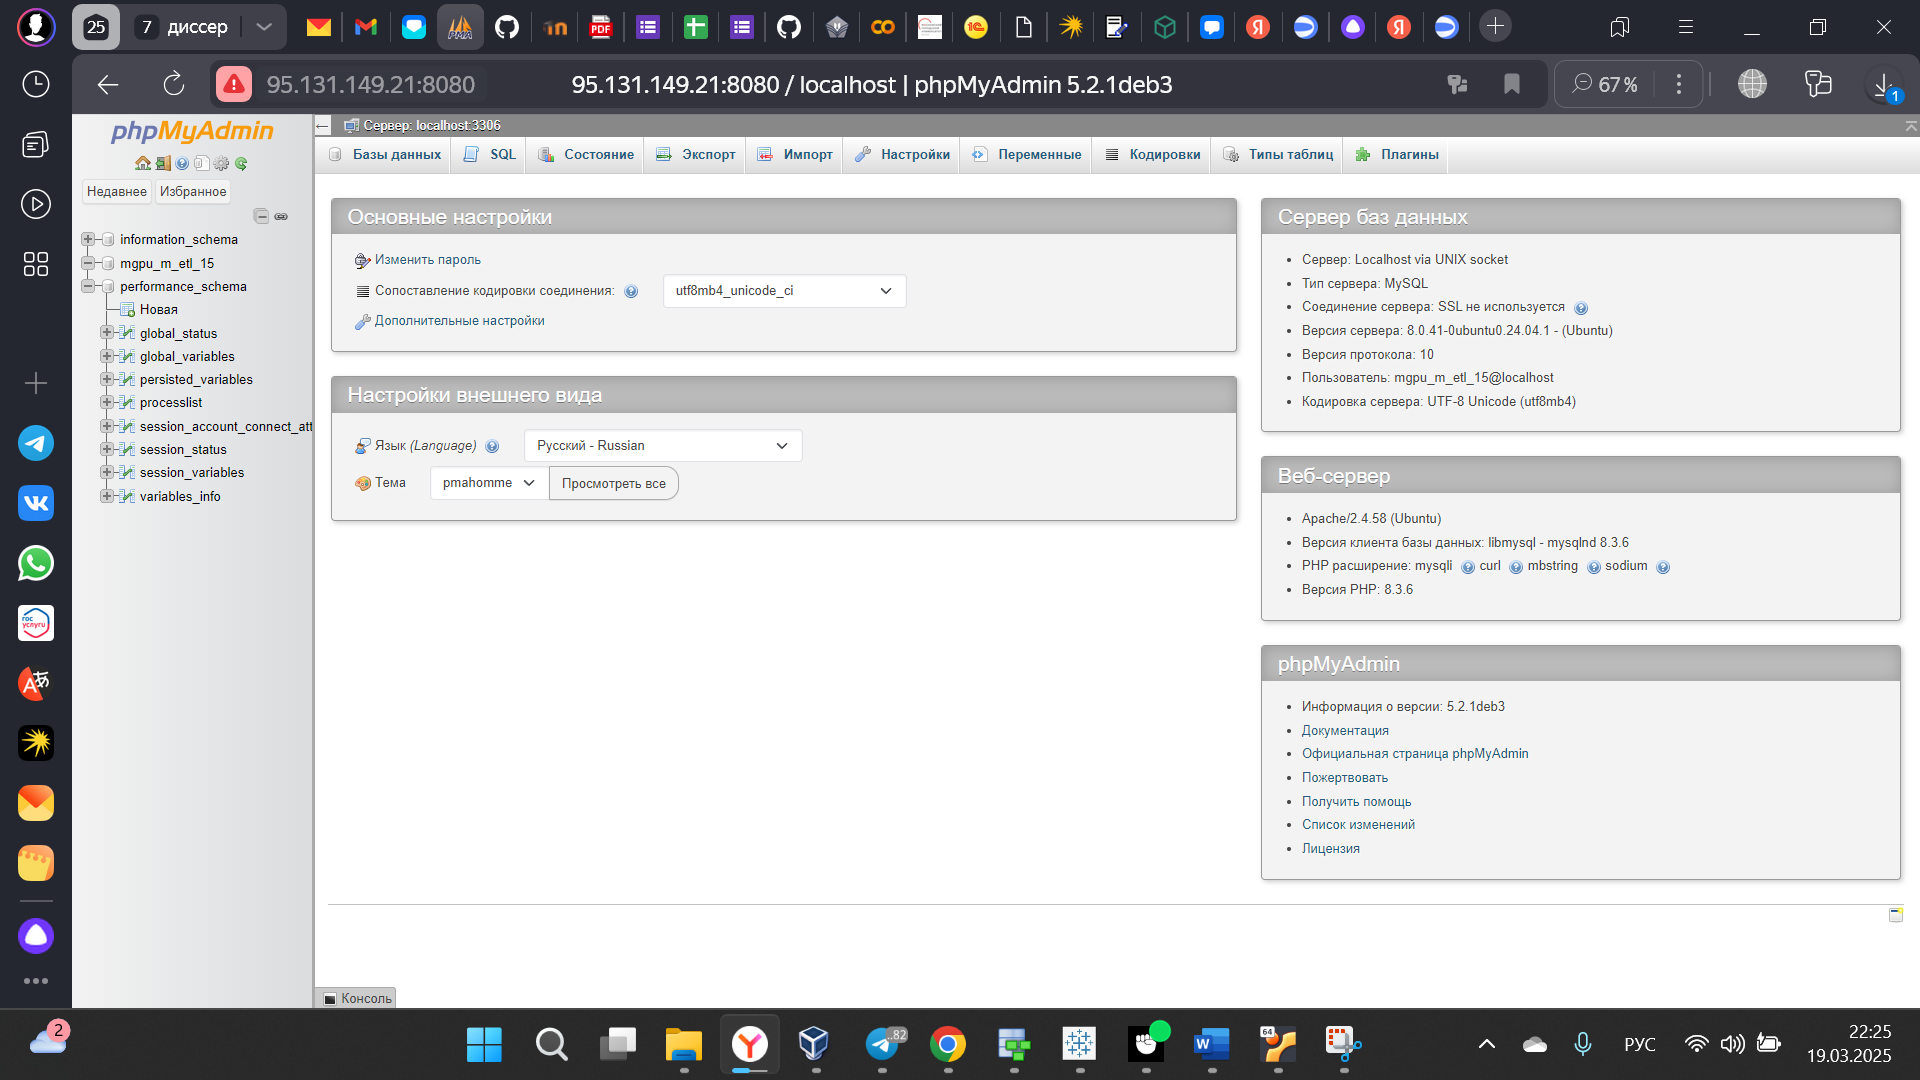 25
7 диссер
95.131.149.21:8080
95.131.149.21:8080 / localhost | phpMyAdmin 5.2.1deb3
67 %
1
phpMyAdmin
Недавнее
Избранное
information_schema
mgpu_m_etl_15
performance_schema
Новая
global_status
global_variables
persisted_variables
processlist
session_account_connect_att
session_status
session_variables
variables_info
Сервер: localhost:3306
Базы данных
SQL
Состояние
Экспорт
Импорт
Настройки
Переменные
Кодировки
Типы таблиц
Плагины
Основные настройки
Изменить пароль
Сопоставление кодировки соединения:
utf8mb4_unicode_ci
Дополнительные настройки
Настройки внешнего вида
Язык (Language)
Русский - Russian
Тема
pmahomme
Просмотреть все
Сервер баз данных
Сервер: Localhost via UNIX socket
Тип сервера: MySQL
Соединение сервера: SSL не используется
Версия сервера: 8.0.41-0ubuntu0.24.04.1 - (Ubuntu)
Версия протокола: 10
Пользователь: mgpu_m_etl_15@localhost
Кодировка сервера: UTF-8 Unicode (utf8mb4)
Веб-сервер
Apache/2.4.58 (Ubuntu)
Версия клиента базы данных: libmysql - mysqlnd 8.3.6
PHP расширение: mysqli curl mbstring sodium
Версия PHP: 8.3.6
phpMyAdmin
Информация о версии: 5.2.1deb3
Документация
Официальная страница phpMyAdmin
Пожертвовать
Получить помощь
Список изменений
Лицензия
Консоль
2
..82
64
РУС
22:25
19.03.2025